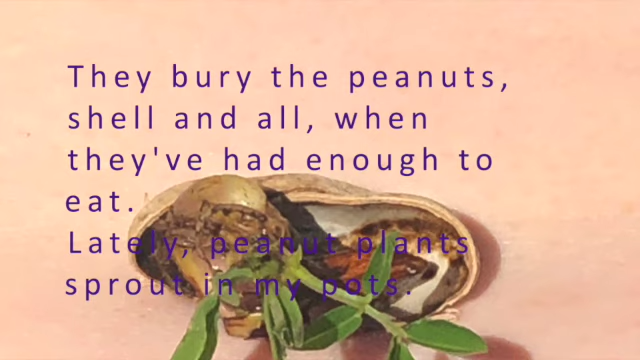 They bury the peanuts,
shell and all, when
they've had enough to
eat.
Lately, peanut plants
sprout in my pots.